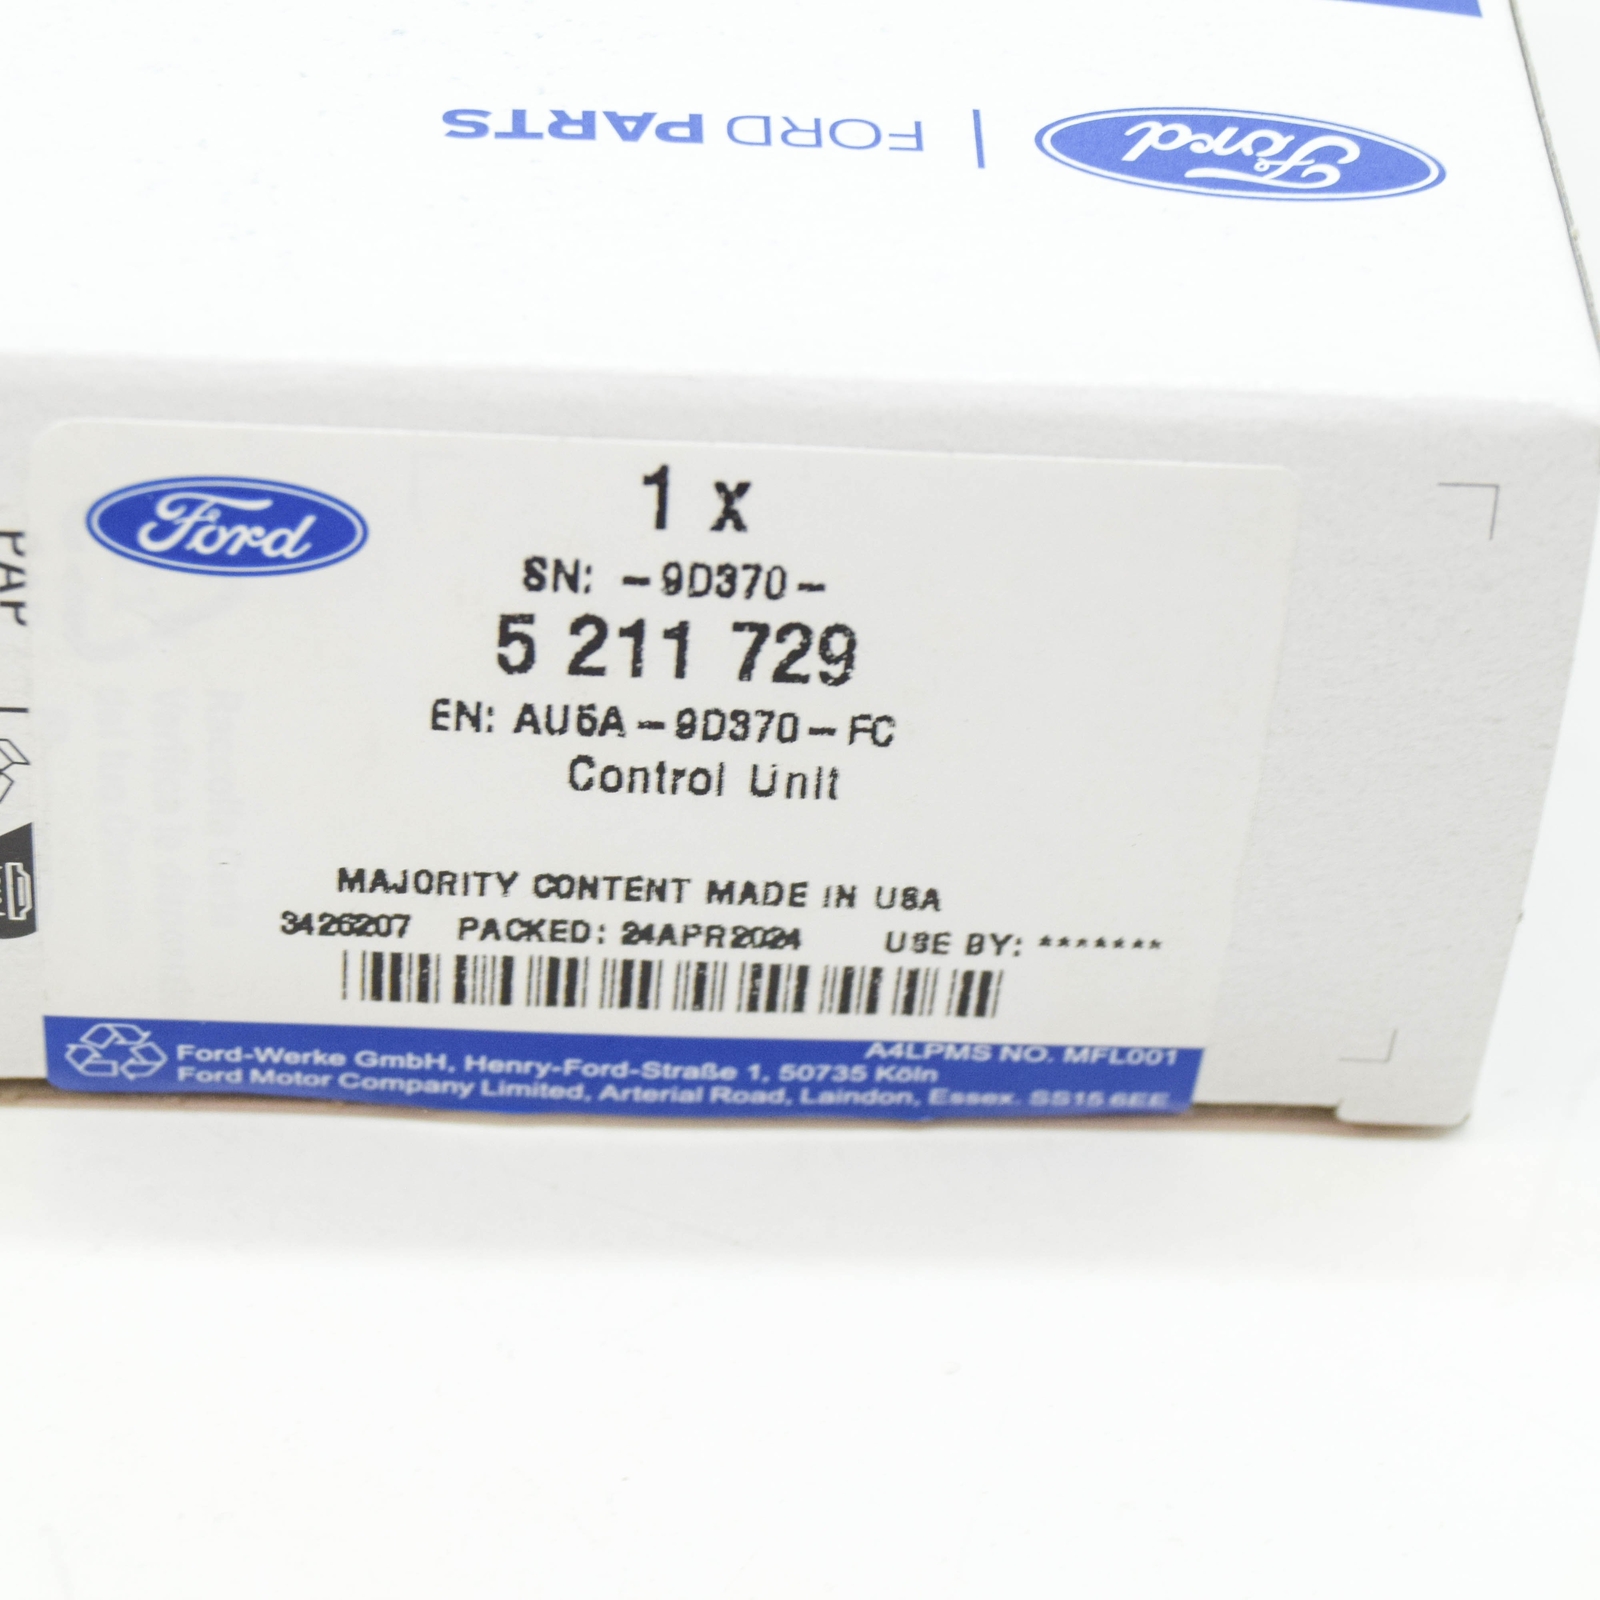 Ford | FORD PARTS
Ford
1 x
SN: -9D370-
5 211 729
EN: AU5A-9D370-FC
Control Unit
MAJORITY CONTENT MADE IN USA
3426207 PACKED: 24APR2024 USE BY: *******
A4LPMS NO. MFL001
Ford-Werke GmbH, Henry-Ford-Straße 1, 50735 Köln
Ford Motor Company Limited, Arterial Road, Laindon, Essex. SS15 6EE
PAP